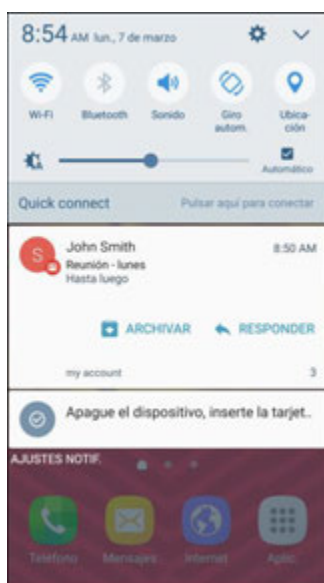 8:54 AM lun., 7 de marzo
Wi-Fi Bluetooth Sonido Giro Ubica-
autom. ción
Automático
Quick connect Pulsar aquí para conectar
S John Smith 8:50 AM
Reunión - lunes
Hasta luego
ARCHIVAR RESPONDER
my account 3
Apague el dispositivo, inserte la tarjet..
AJUSTES NOTIF.
Teléfono Mensajes Internet Aplic.